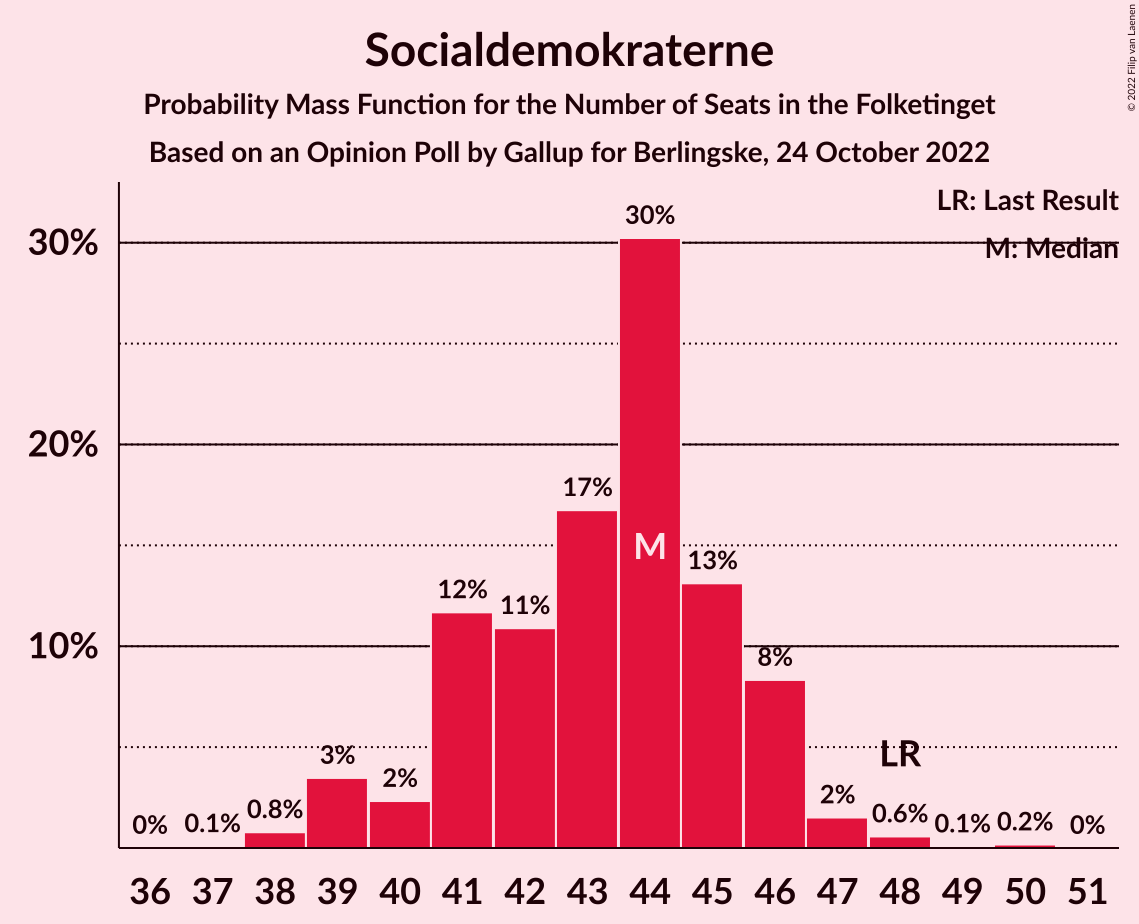 Socialdemokraterne
Probability Mass Function for the Number of Seats in the Folketinget
Based on an Opinion Poll by Gallup for Berlingske, 24 October 2022
© 2022 Filip van Laenen
LR: Last Result
M: Median
30%
20%
10%
0%
0.1%
0.8%
3%
2%
12%
11%
17%
30%
M
13%
8%
2%
LR
0.6%
0.1%
0.2%
0%
36 37 38 39 40 41 42 43 44 45 46 47 48 49 50 51